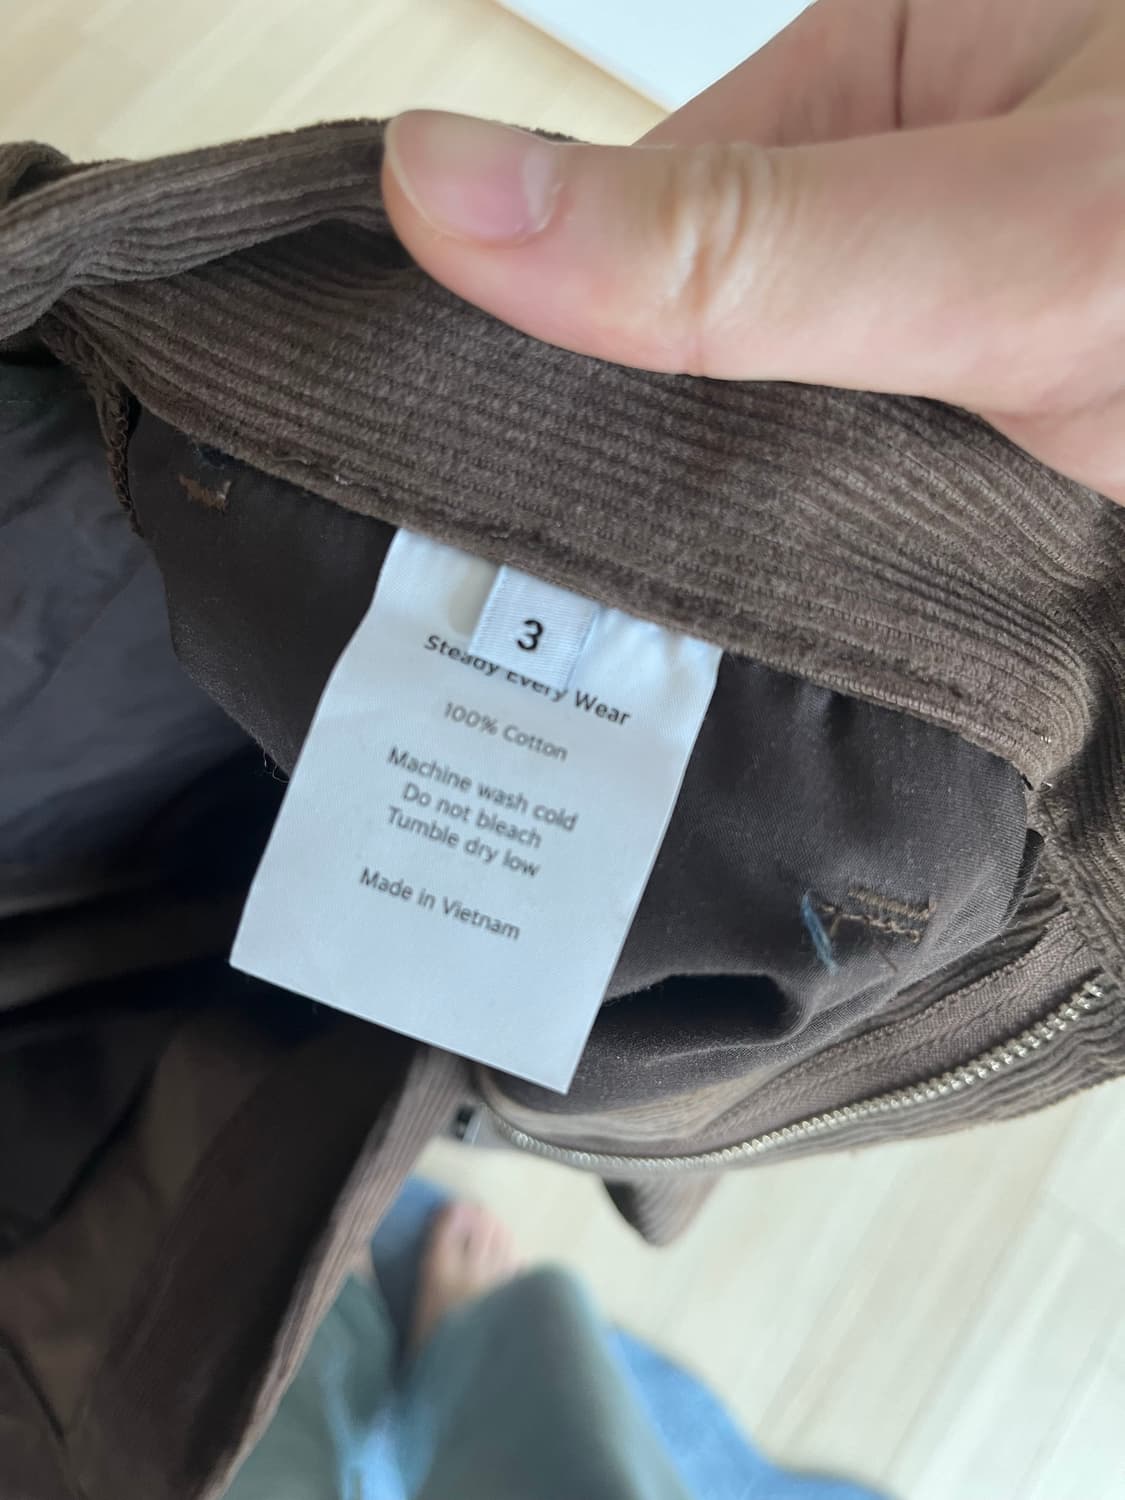 3
Steady Every Wear
100% Cotton
Machine wash cold
Do not bleach
Tumble dry low
Made in Vietnam